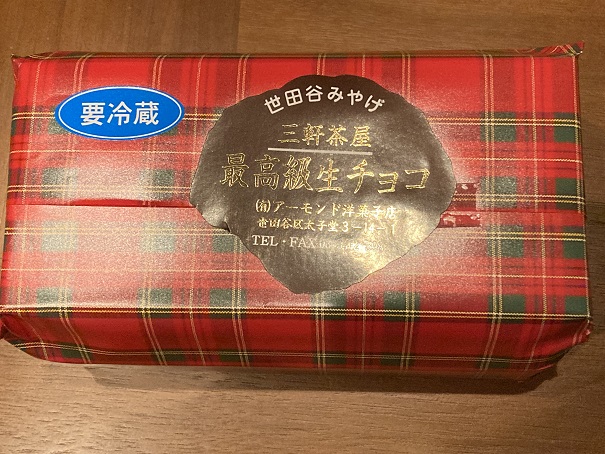 要冷蔵
世田谷みやげ
三軒茶屋
最高級生チョコ
(有)アーモンド洋菓子店
世田谷区太子堂3-
TEL・FAX